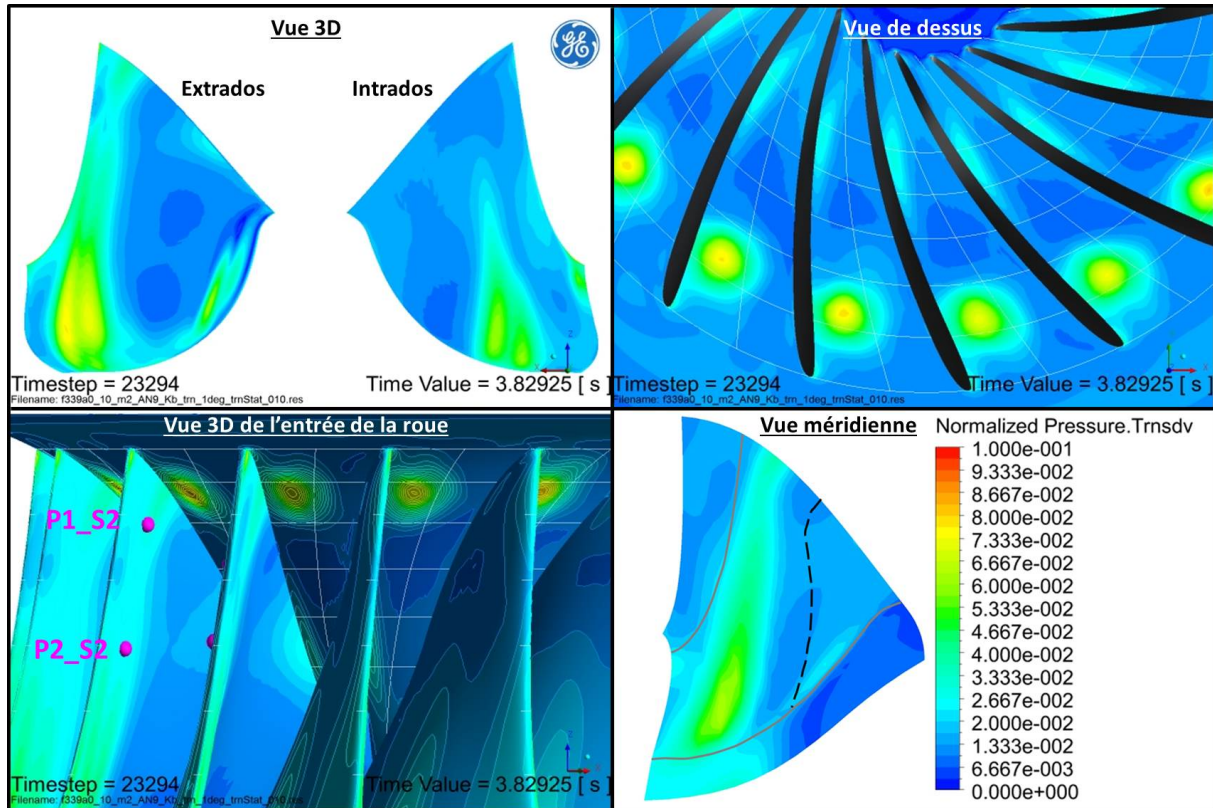 Vue 3D
GE
Extrados
Intrados
Timestep = 23294
Time Value = 3.82925 [ s ]
Filename: f339a0_10_m2_AN9_Kb_trn_1deg_trnStat_010.res
Vue de dessus
Timestep = 23294
Time Value = 3.82925 [ s ]
Filename: f339a0_10_m2_AN9_Kb_trn_1deg_trnStat_010.res
Vue 3D de l’entrée de la roue
P1_S2
P2_S2
Timestep = 23294
Time Value = 3.82925 [ s ]
Filename: f339a0_10_m2_AN9_Kb_trn_1deg_trnStat_010.res
Vue méridienne
Normalized Pressure.Trnsdv
1.000e-001
9.333e-002
8.667e-002
8.000e-002
7.333e-002
6.667e-002
6.000e-002
5.333e-002
4.667e-002
4.000e-002
3.333e-002
2.667e-002
2.000e-002
1.333e-002
6.667e-003
0.000e+000